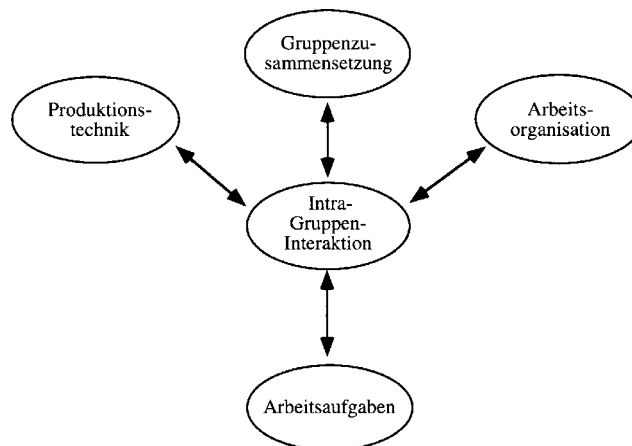 Gruppenzu-
sammensetzung
Produktions-
technik
Arbeits-
organisation
Intra-
Gruppen-
Interaktion
Arbeitsaufgaben